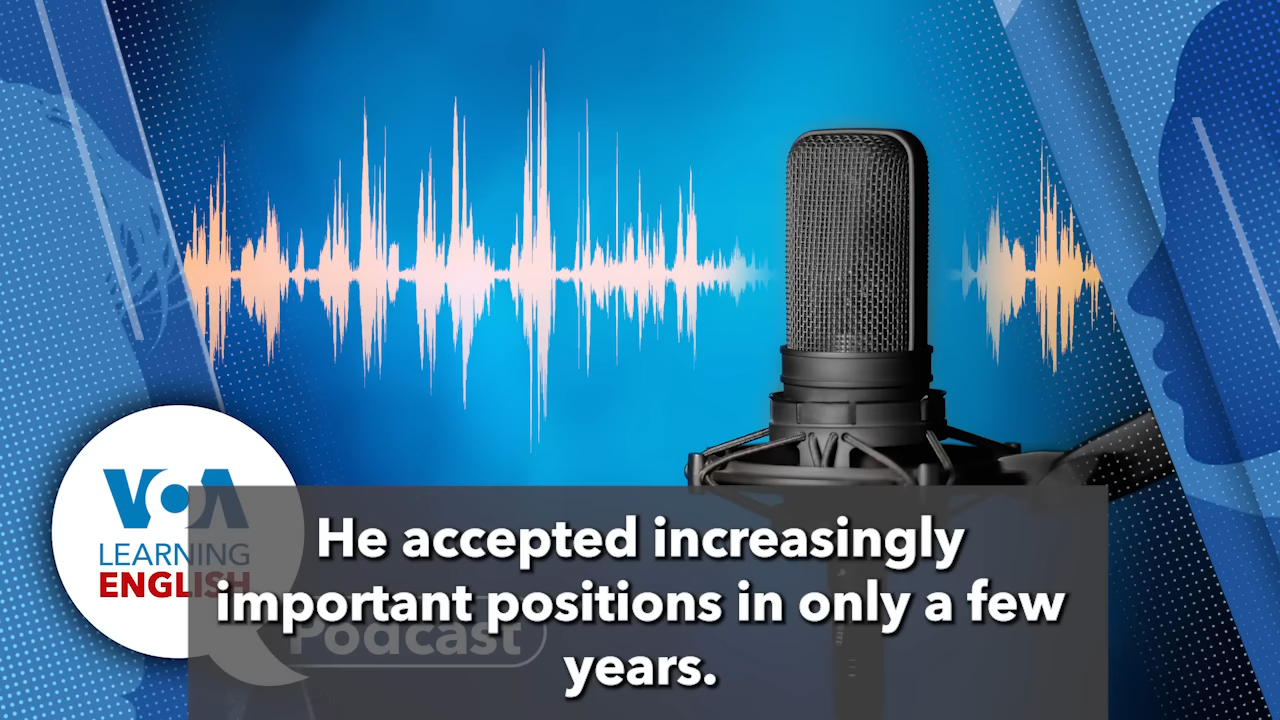 VOA
LEARNING
ENGLISH
Podcast
He accepted increasingly
important positions in only a few
years.